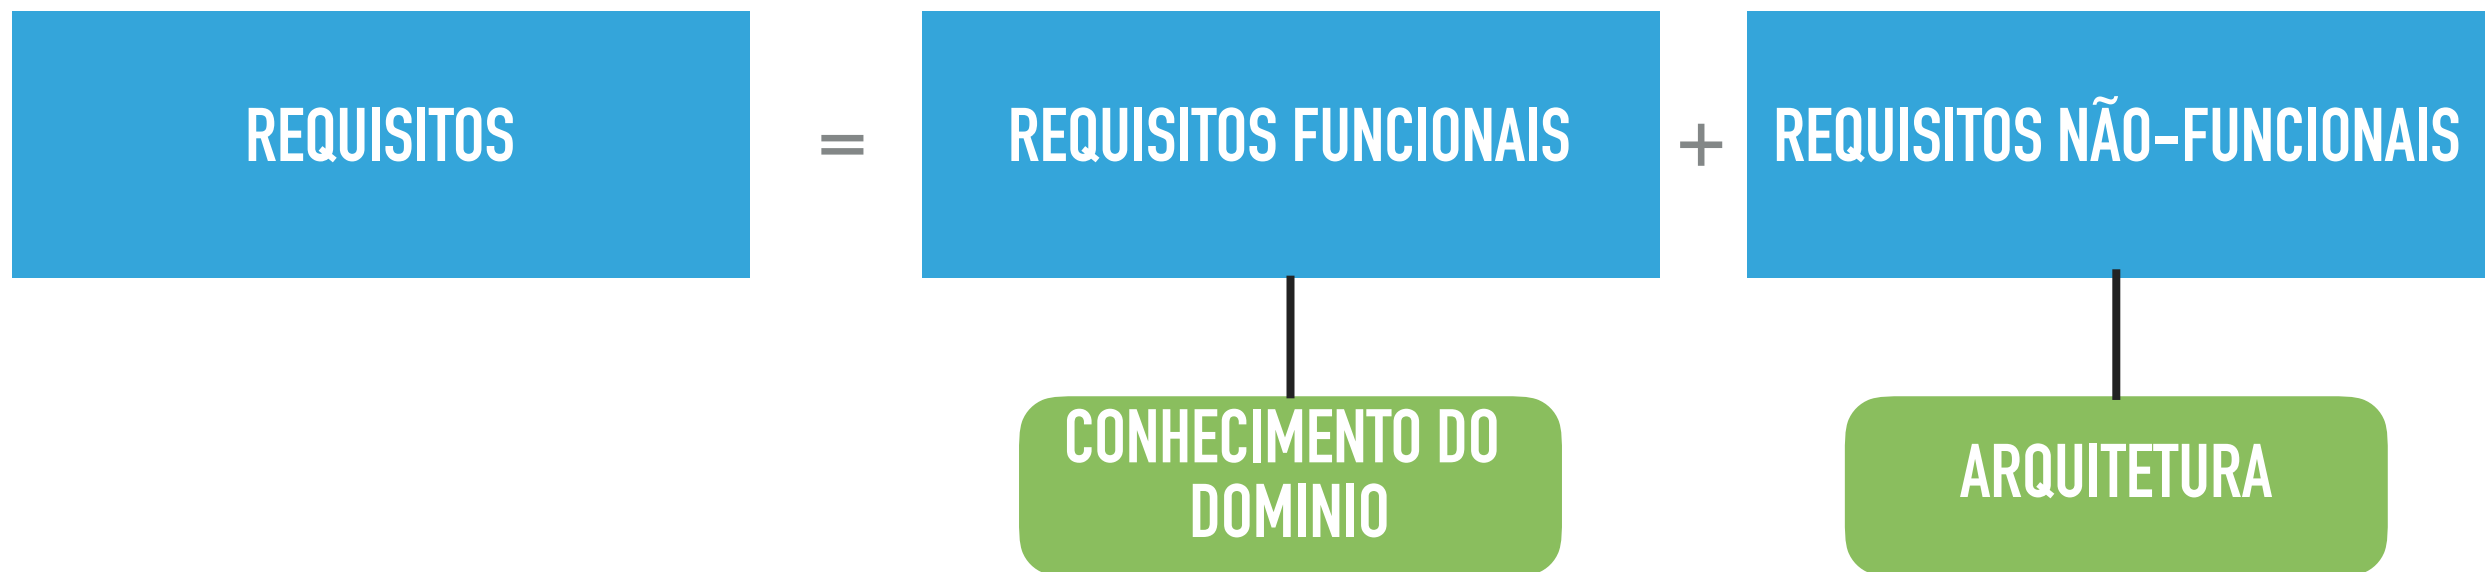 REQUISITOS = REQUISITOS FUNCIONAIS + REQUISITOS NÃO-FUNCIONAIS
CONHECIMENTO DO
DOMINIO
ARQUITETURA